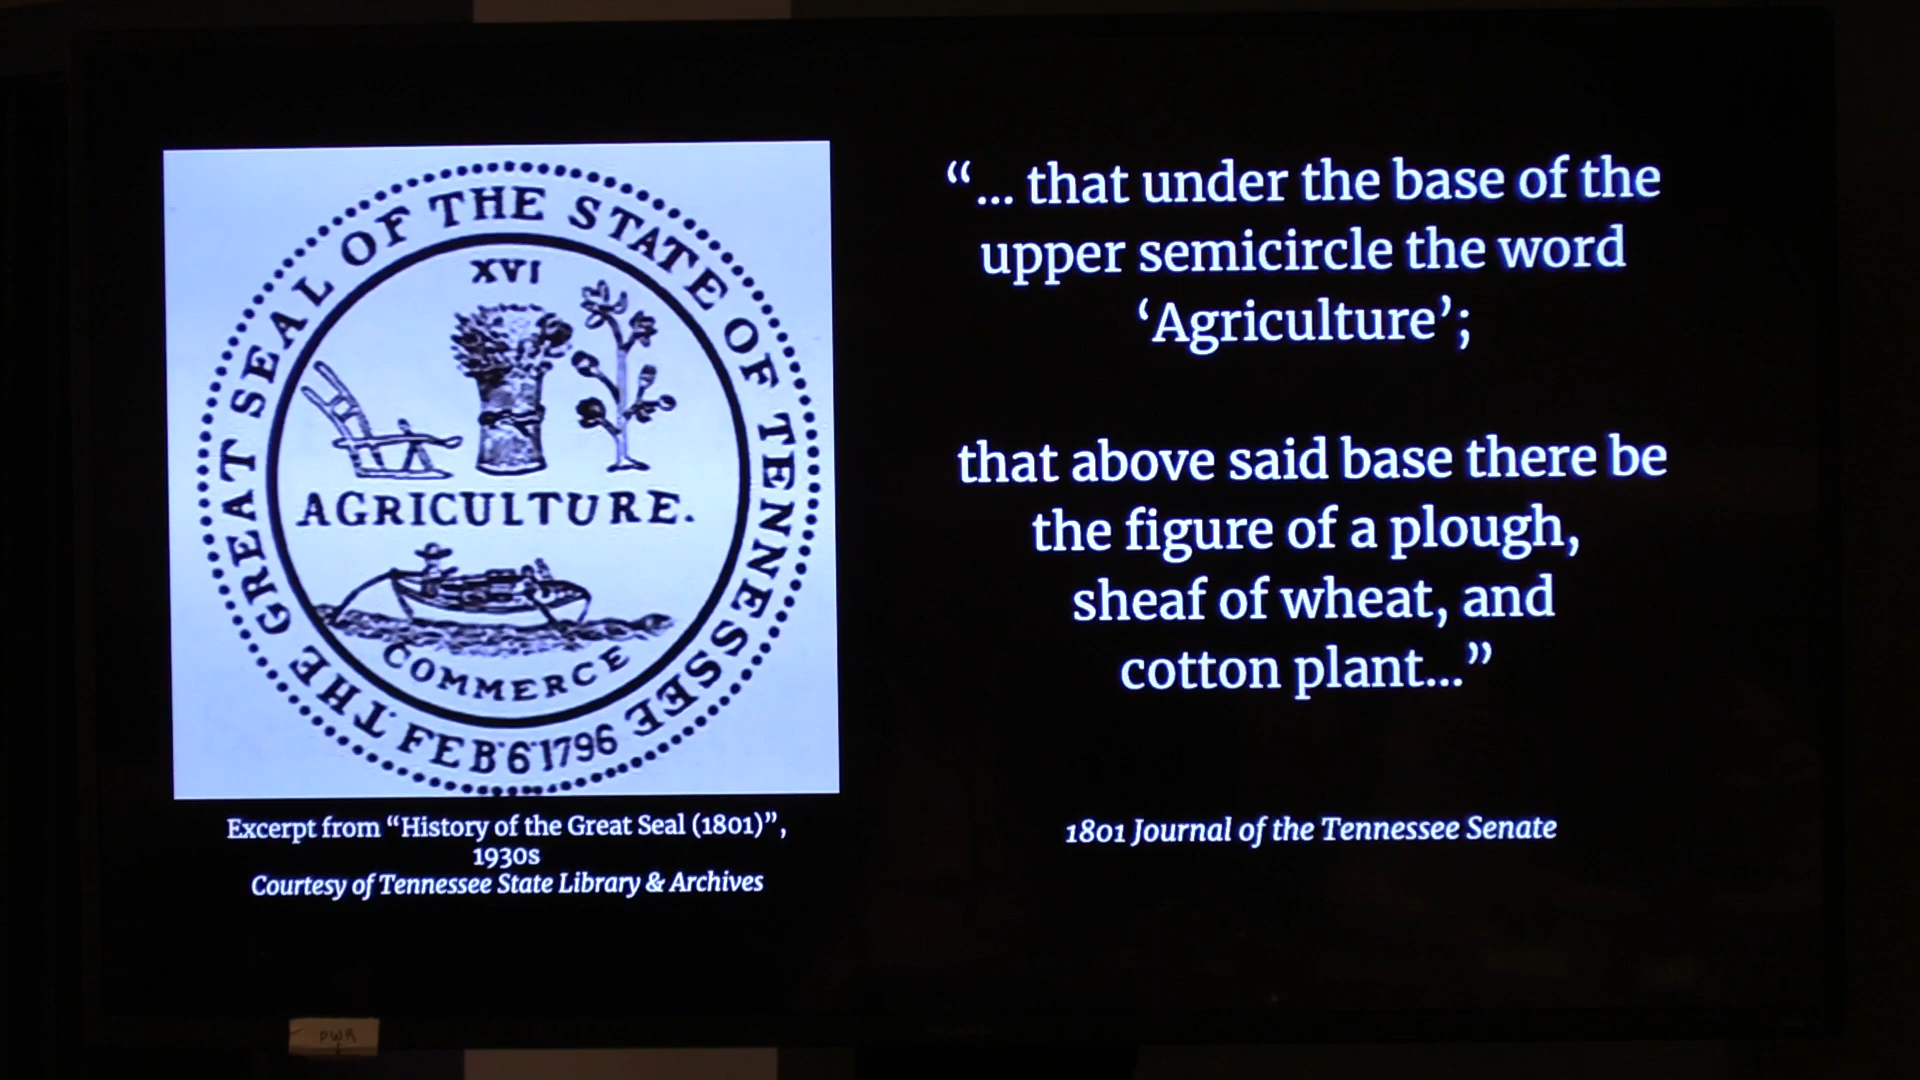 THE GREAT SEAL OF THE STATE OF TENNESSEE
FEB 6 1796
XVI
AGRICULTURE.
COMMERCE
Excerpt from “History of the Great Seal (1801)”,
1930s
Courtesy of Tennessee State Library & Archives
“... that under the base of the
upper semicircle the word
‘Agriculture’;
that above said base there be
the figure of a plough,
sheaf of wheat, and
cotton plant...”
1801 Journal of the Tennessee Senate
PWR